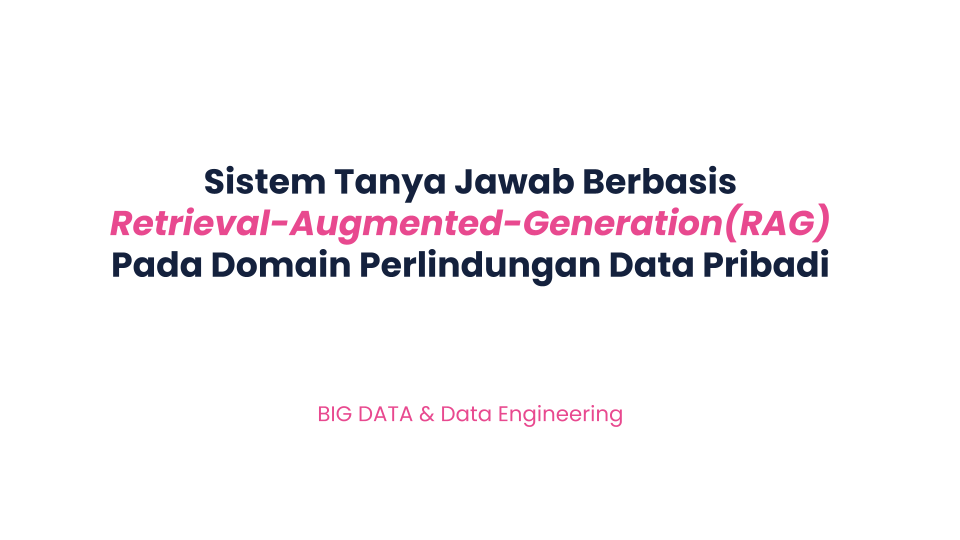 Sistem Tanya Jawab Berbasis
Retrieval-Augmented-Generation(RAG)
Pada Domain Perlindungan Data Pribadi
BIG DATA & Data Engineering